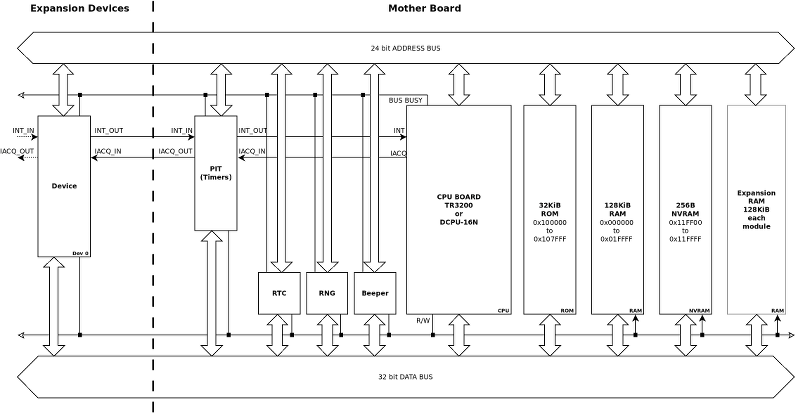 Expansion Devices
Mother Board
24 bit ADDRESS BUS
BUS BUSY
INT_IN
INT_OUT
INT_IN
INT_OUT
INT
IACQ_OUT
IACQ_IN
IACQ_OUT
IACQ_IN
IACQ
Device
Dev 0
PIT
(Timers)
RTC
RNG
Beeper
CPU BOARD
TR3200
or
DCPU-16N
CPU
R/W
32KiB
ROM
0x100000
to
0x107FFF
ROM
128KiB
RAM
0x000000
to
0x01FFFF
RAM
256B
NVRAM
0x11FF00
to
0x11FFFF
NVRAM
Expansion
RAM
128KiB
each
module
RAM
32 bit DATA BUS